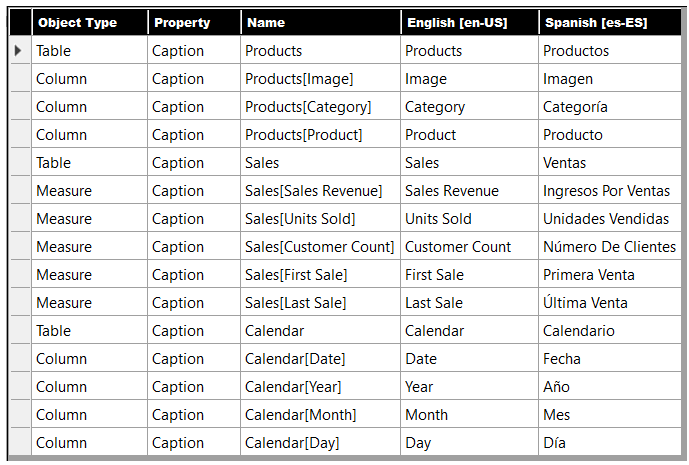 Object Type Property Name English [en-US] Spanish [es-ES]
Table Caption Products Products Productos
Column Caption Products[Image] Image Imagen
Column Caption Products[Category] Category Categoría
Column Caption Products[Product] Product Producto
Table Caption Sales Sales Ventas
Measure Caption Sales[Sales Revenue] Sales Revenue Ingresos Por Ventas
Measure Caption Sales[Units Sold] Units Sold Unidades Vendidas
Measure Caption Sales[Customer Count] Customer Count Número De Clientes
Measure Caption Sales[First Sale] First Sale Primera Venta
Measure Caption Sales[Last Sale] Last Sale Última Venta
Table Caption Calendar Calendar Calendario
Column Caption Calendar[Date] Date Fecha
Column Caption Calendar[Year] Year Año
Column Caption Calendar[Month] Month Mes
Column Caption Calendar[Day] Day Día